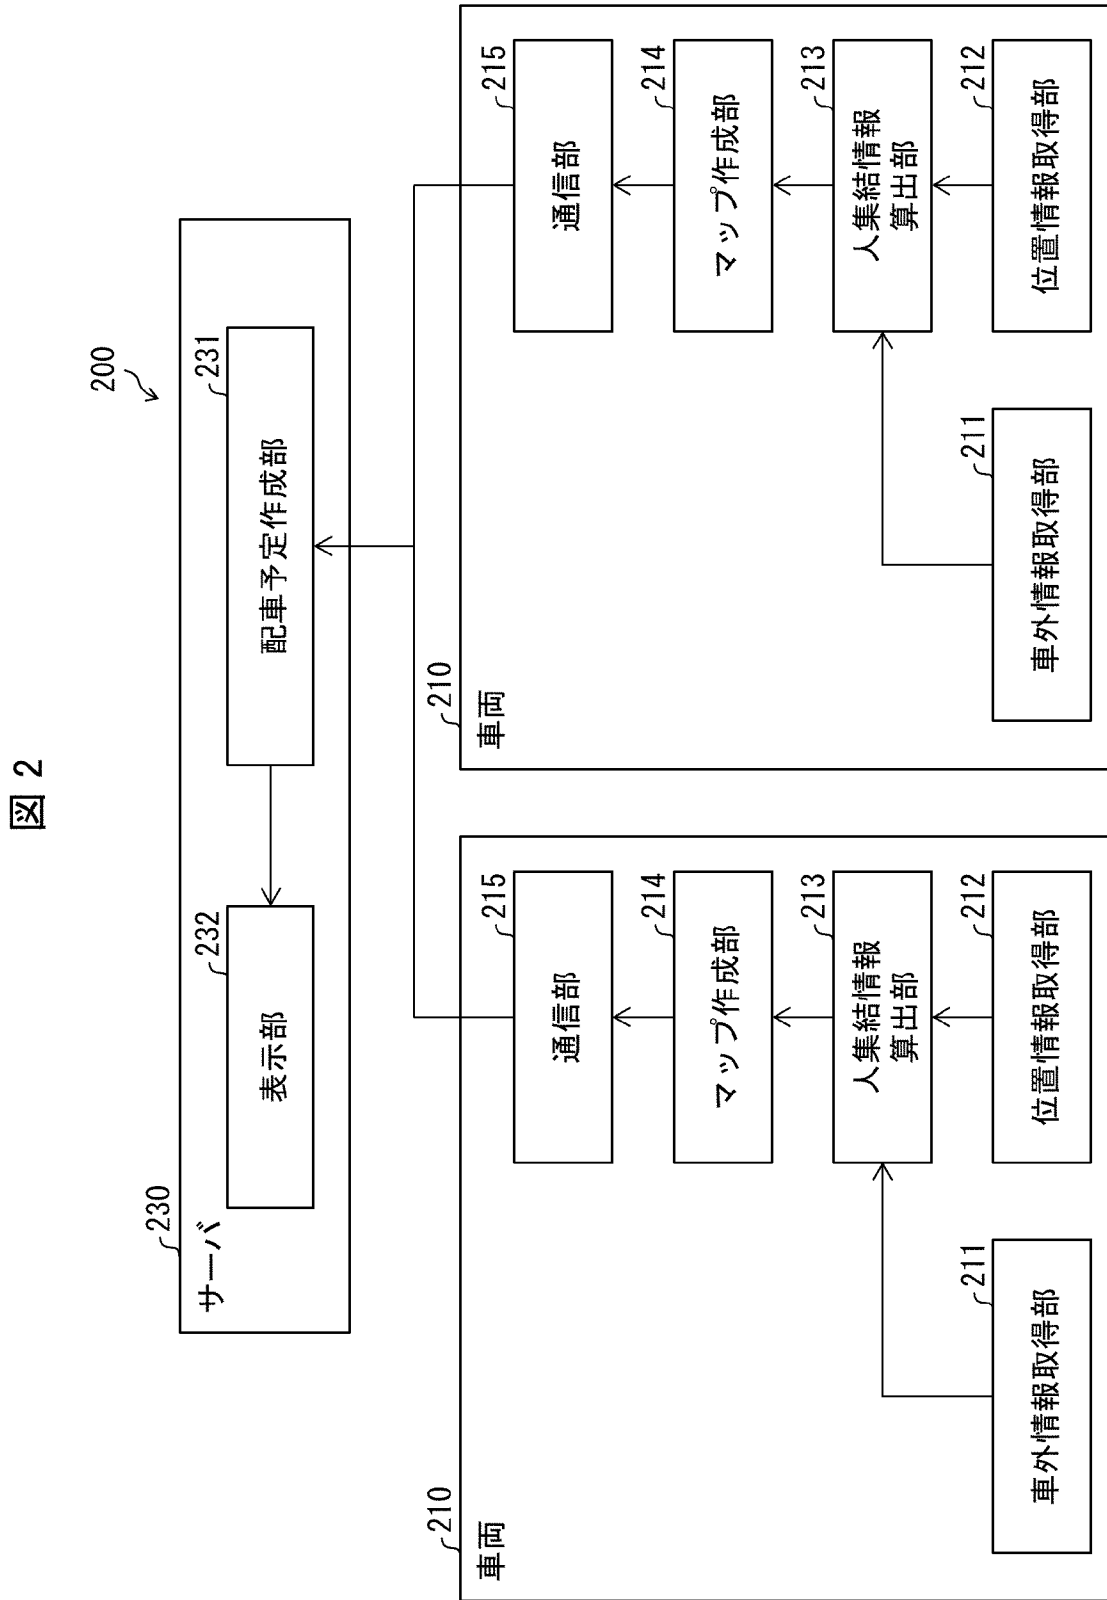 図 2
200
230
サーバ
232
表示部
231
配車予定作成部
210
車両
215
通信部
214
マップ作成部
213
人集結情報
算出部
211
車外情報取得部
212
位置情報取得部
210
車両
215
通信部
214
マップ作成部
213
人集結情報
算出部
211
車外情報取得部
212
位置情報取得部